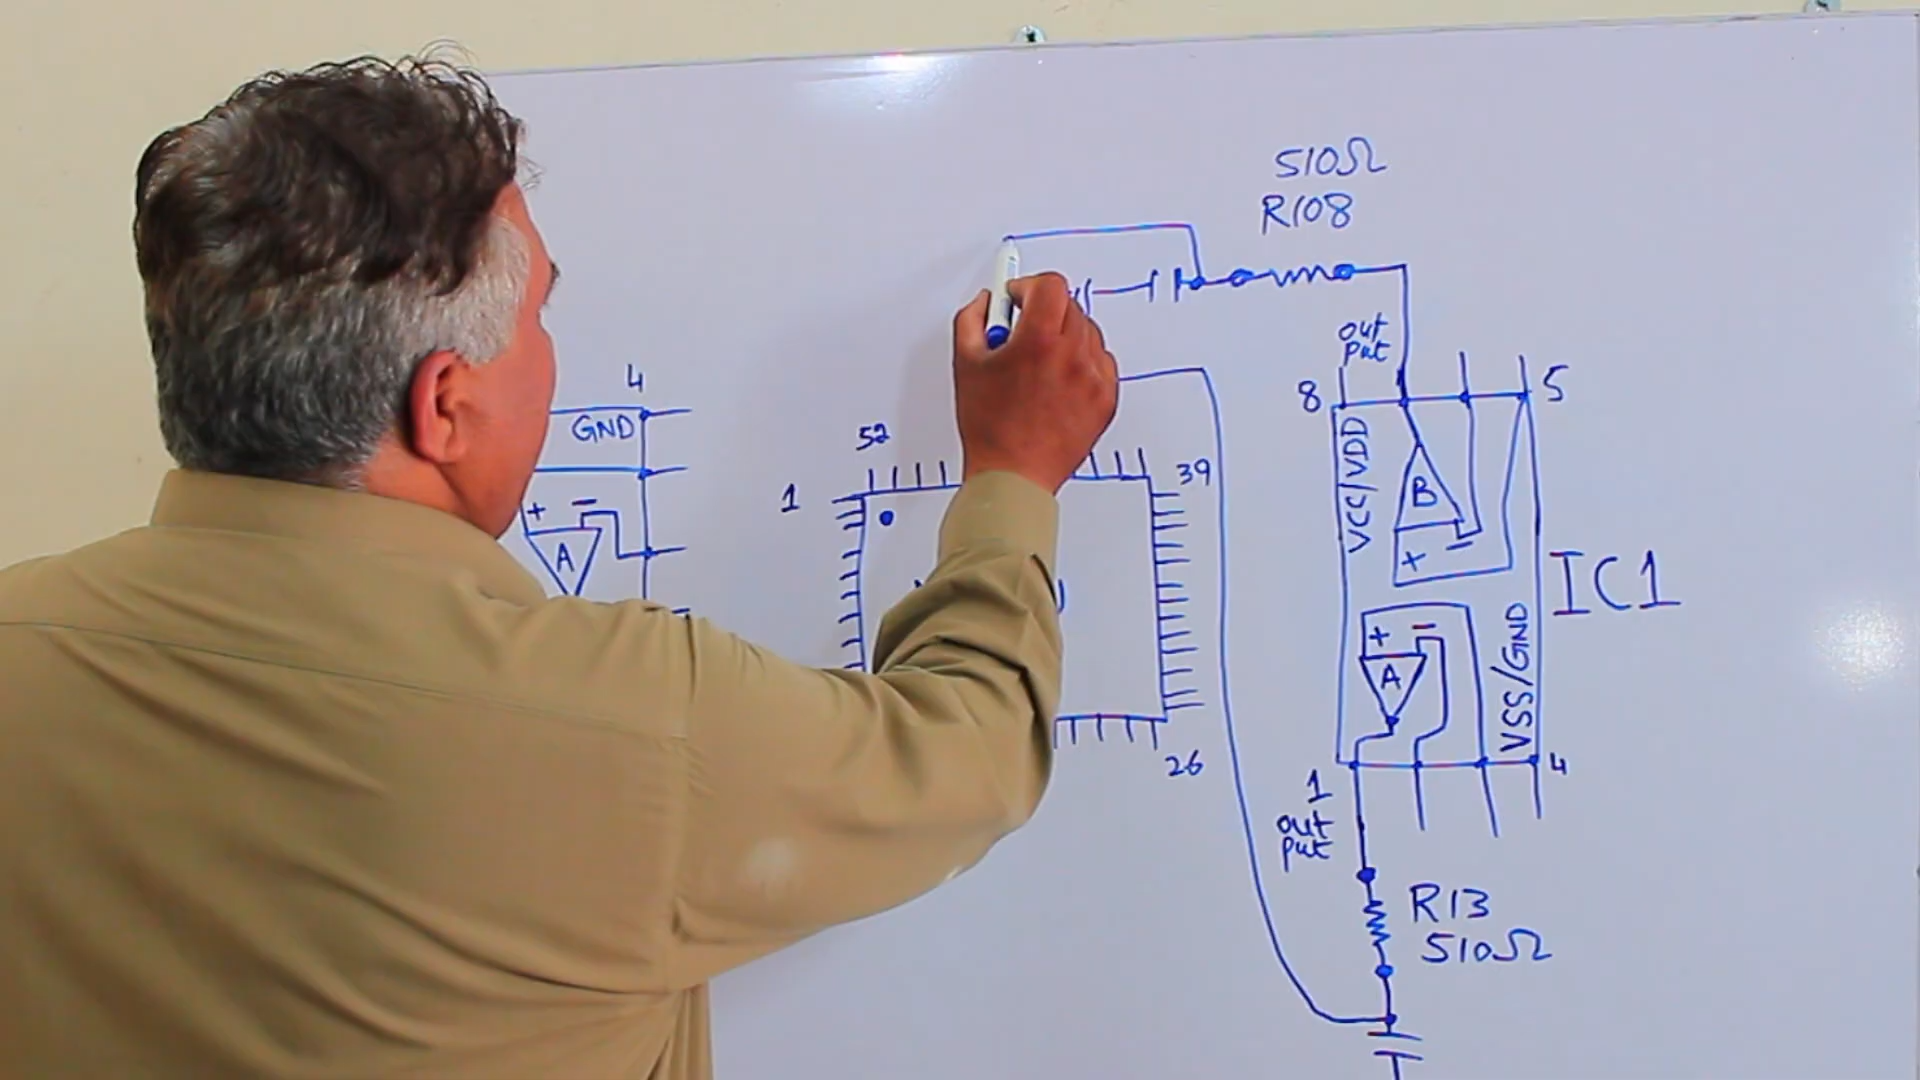 510Ω
R108
out
put
8
5
4
GND
52
1
39
VCC/VDD
B
+
−
+ −
A
IC1
+ −
A
VSS/GND
26
1
4
out
put
R13
510Ω